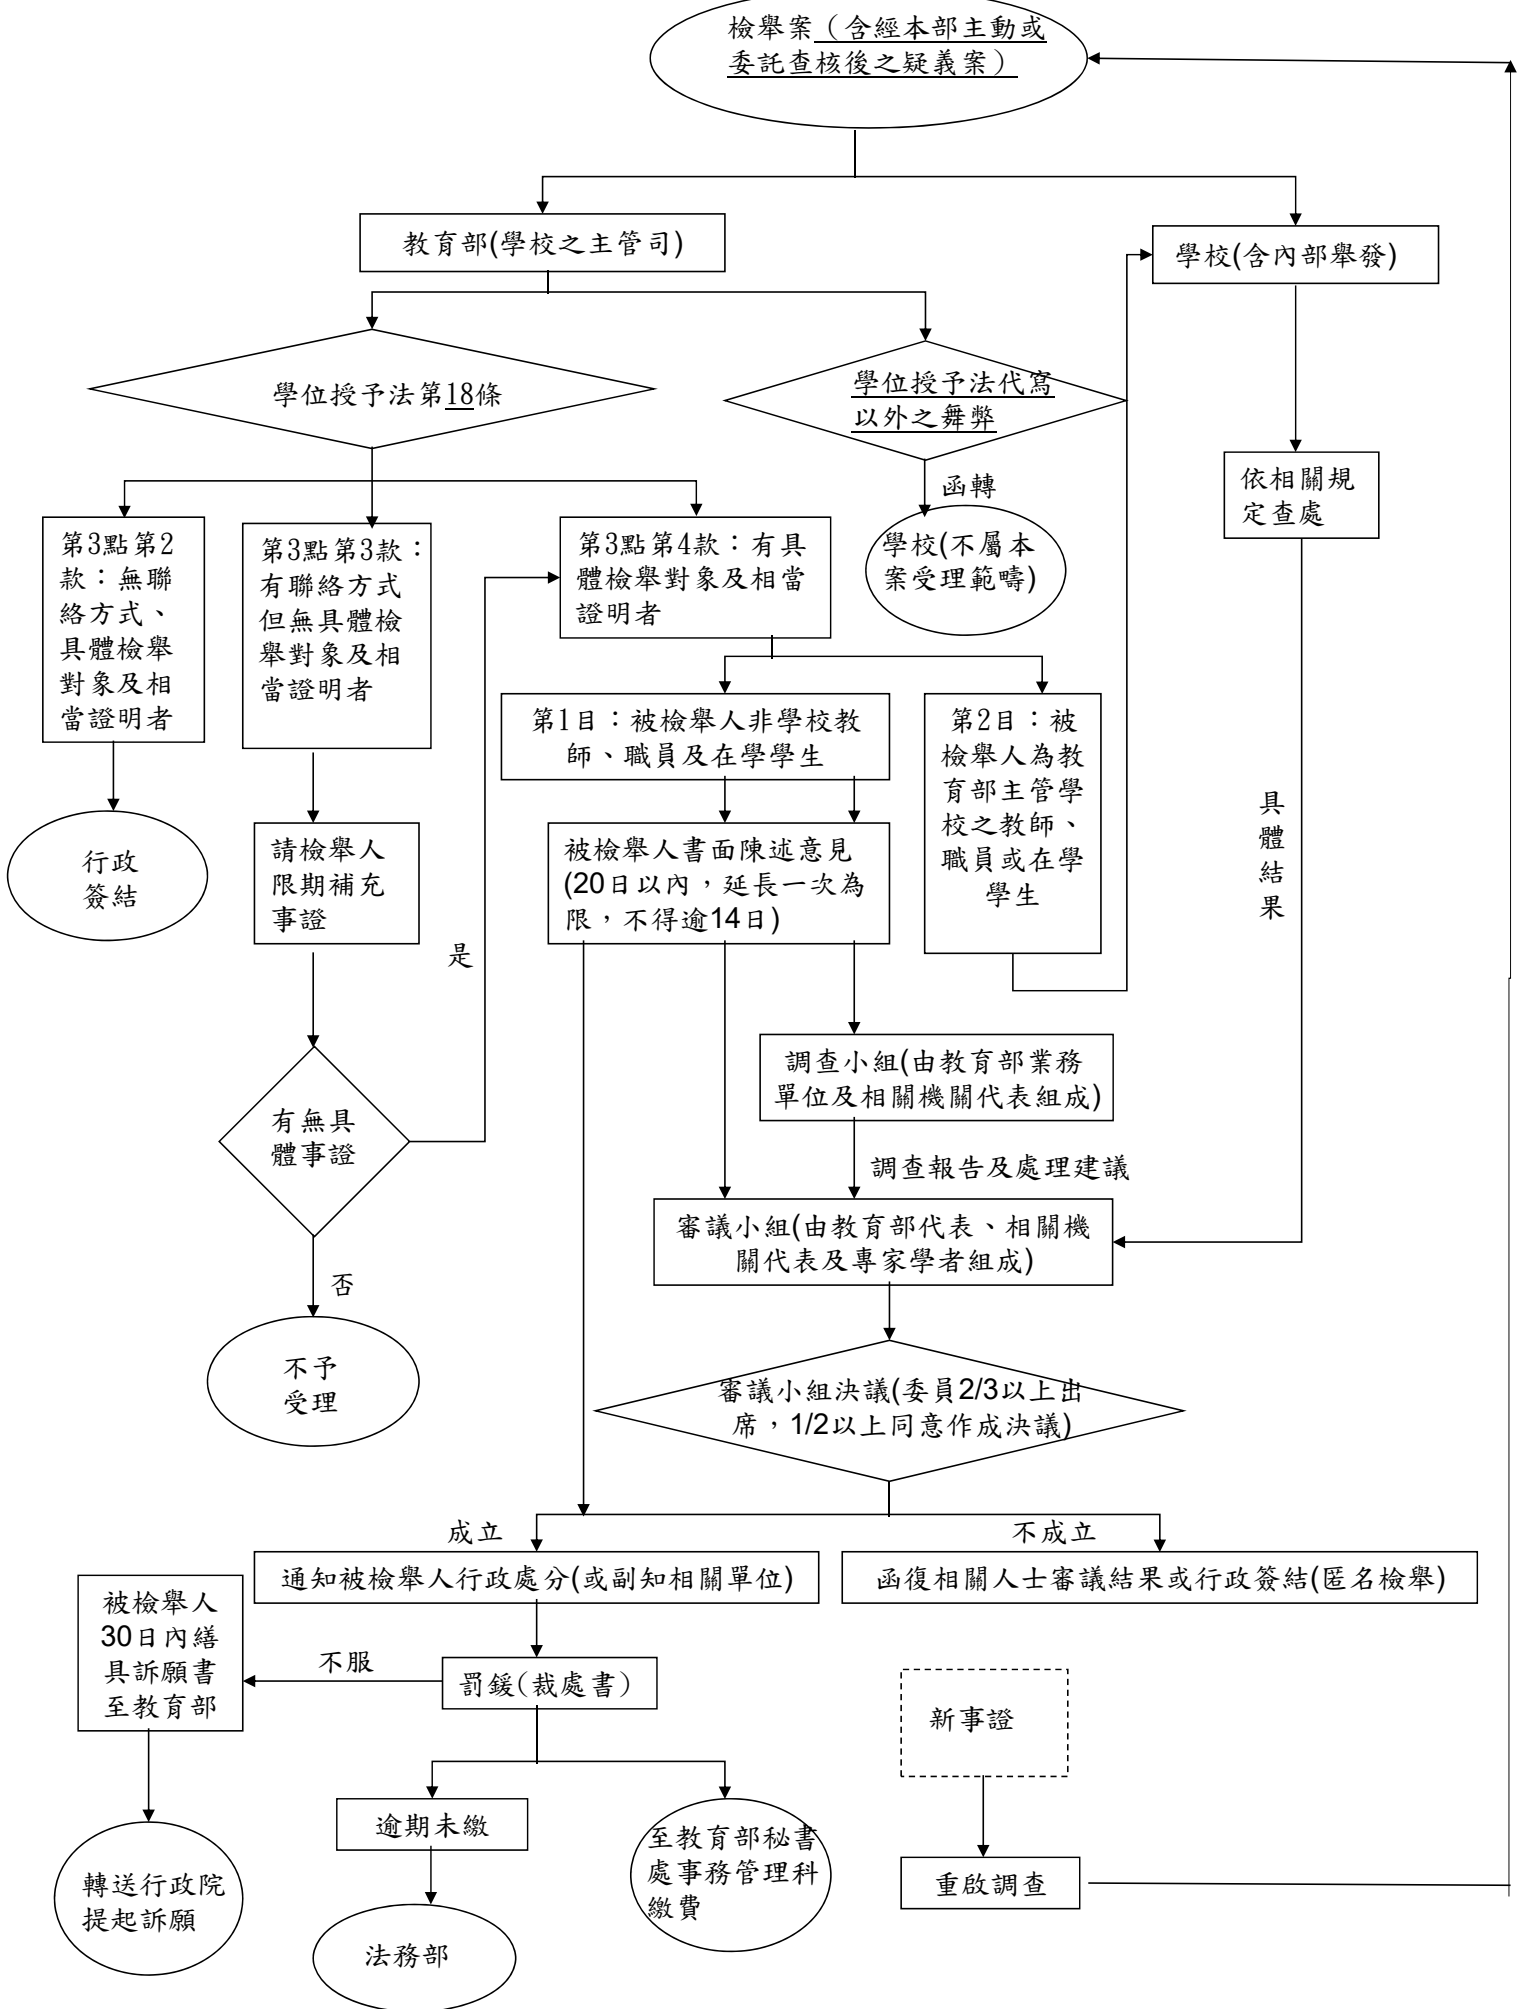 檢舉案（含經本部主動或
委託查核後之疑義案）
教育部(學校之主管司)
學校(含內部舉發)
學位授予法第18條
學位授予法代寫
以外之舞弊
函轉
學校(不屬本
案受理範疇)
依相關規
定查處
第3點第2
款：無聯
絡方式、
具體檢舉
對象及相
當證明者
第3點第3款：
有聯絡方式
但無具體檢
舉對象及相
當證明者
第3點第4款：有具
體檢舉對象及相當
證明者
第1目：被檢舉人非學校教
師、職員及在學學生
第2目：被
檢舉人為教
育部主管學
校之教師、
職員或在學
學生
具
體
結
果
行政
簽結
請檢舉人
限期補充
事證
被檢舉人書面陳述意見
(20日以內，延長一次為
限，不得逾14日)
是
調查小組(由教育部業務
單位及相關機關代表組成)
有無具
體事證
調查報告及處理建議
審議小組(由教育部代表、相關機
關代表及專家學者組成)
否
不予
受理
審議小組決議(委員2/3以上出
席，1/2以上同意作成決議)
成立
不成立
通知被檢舉人行政處分(或副知相關單位)
函復相關人士審議結果或行政簽結(匿名檢舉)
被檢舉人
30日內繕
具訴願書
至教育部
不服
罰鍰(裁處書)
新事證
逾期未繳
至教育部秘書
處事務管理科
繳費
重啟調查
轉送行政院
提起訴願
法務部